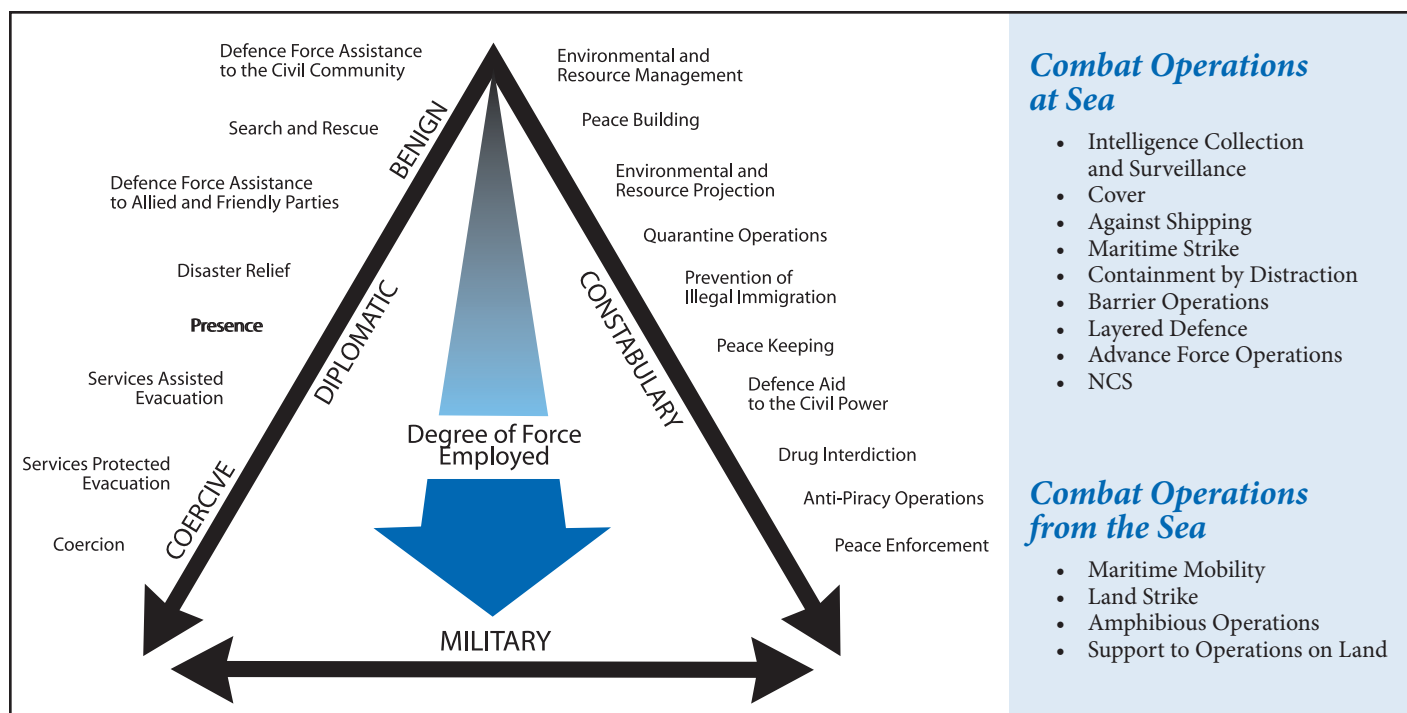 Defence Force Assistance
to the Civil Community
Search and Rescue
Defence Force Assistance
to Allied and Friendly Parties
Disaster Relief
Presence
Services Assisted
Evacuation
Services Protected
Evacuation
Coercion
BENIGN
DIPLOMATIC
COERCIVE
Degree of Force
Employed
MILITARY
CONSTABULARY
Environmental and
Resource Management
Peace Building
Environmental and
Resource Projection
Quarantine Operations
Prevention of
Illegal Immigration
Peace Keeping
Defence Aid
to the Civil Power
Drug Interdiction
Anti-Piracy Operations
Peace Enforcement
Combat Operations
at Sea
• Intelligence Collection
and Surveillance
• Cover
• Against Shipping
• Maritime Strike
• Containment by Distraction
• Barrier Operations
• Layered Defence
• Advance Force Operations
• NCS
Combat Operations
from the Sea
• Maritime Mobility
• Land Strike
• Amphibious Operations
• Support to Operations on Land